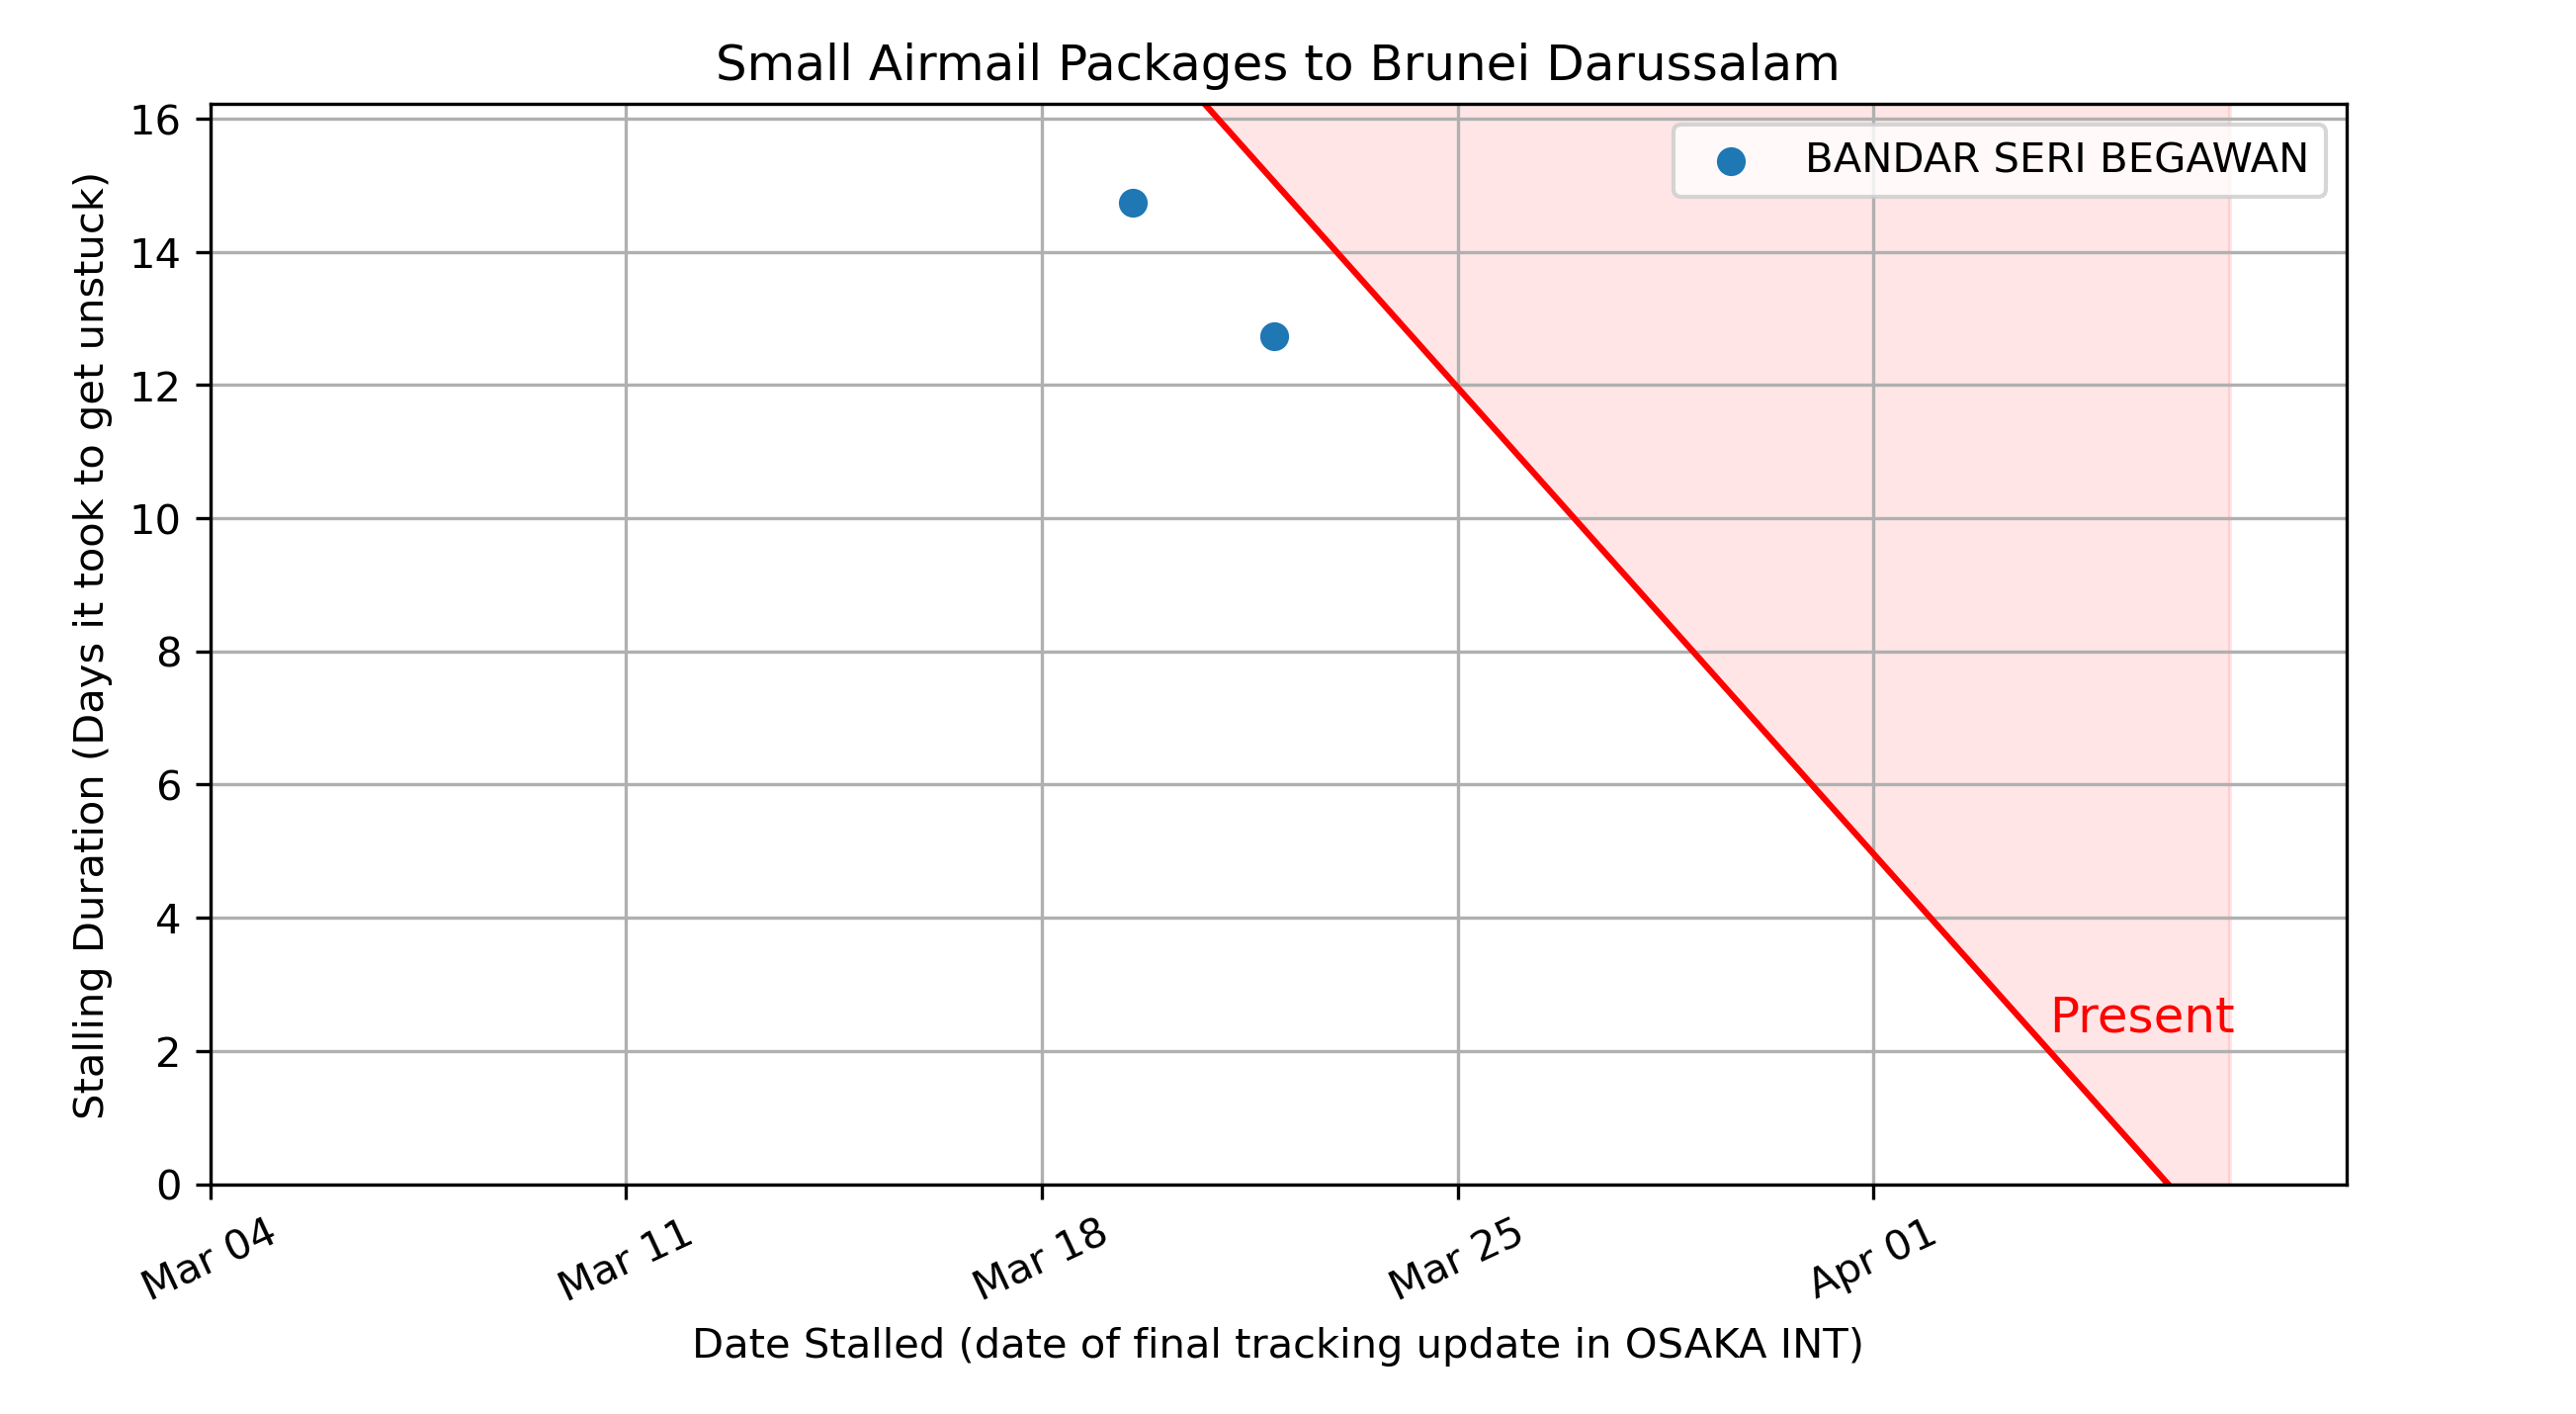 Small Airmail Packages to Brunei Darussalam
BANDAR SERI BEGAWAN
Stalling Duration (Days it took to get unstuck)
16
14
12
10
8
6
4
2
0
Present
Mar 04
Mar 11
Mar 18
Mar 25
Apr 01
Date Stalled (date of final tracking update in OSAKA INT)